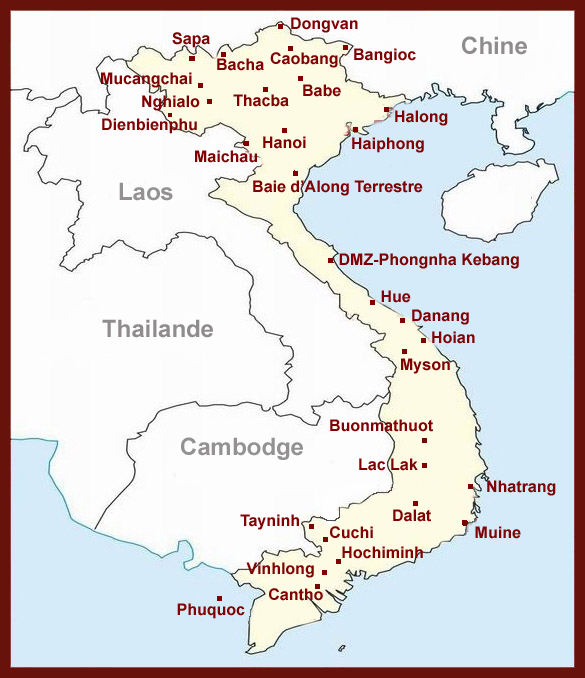 Dongvan
Sapa
Chine
Bangioc
Bacha
Caobang
Mucangchai
Babe
Nghialo
Thacba
Halong
Dienbienphu
Hanoi
Haiphong
Maichau
Baie d'Along Terrestre
Laos
DMZ-Phongnha Kebang
Hue
Danang
Thailande
Hoian
Myson
Buonmathuot
Cambodge
Lac Lak
Nhatrang
Dalat
Tayninh
Cuchi
Muine
Hochiminh
Vinhlong
Cantho
Phuquoc